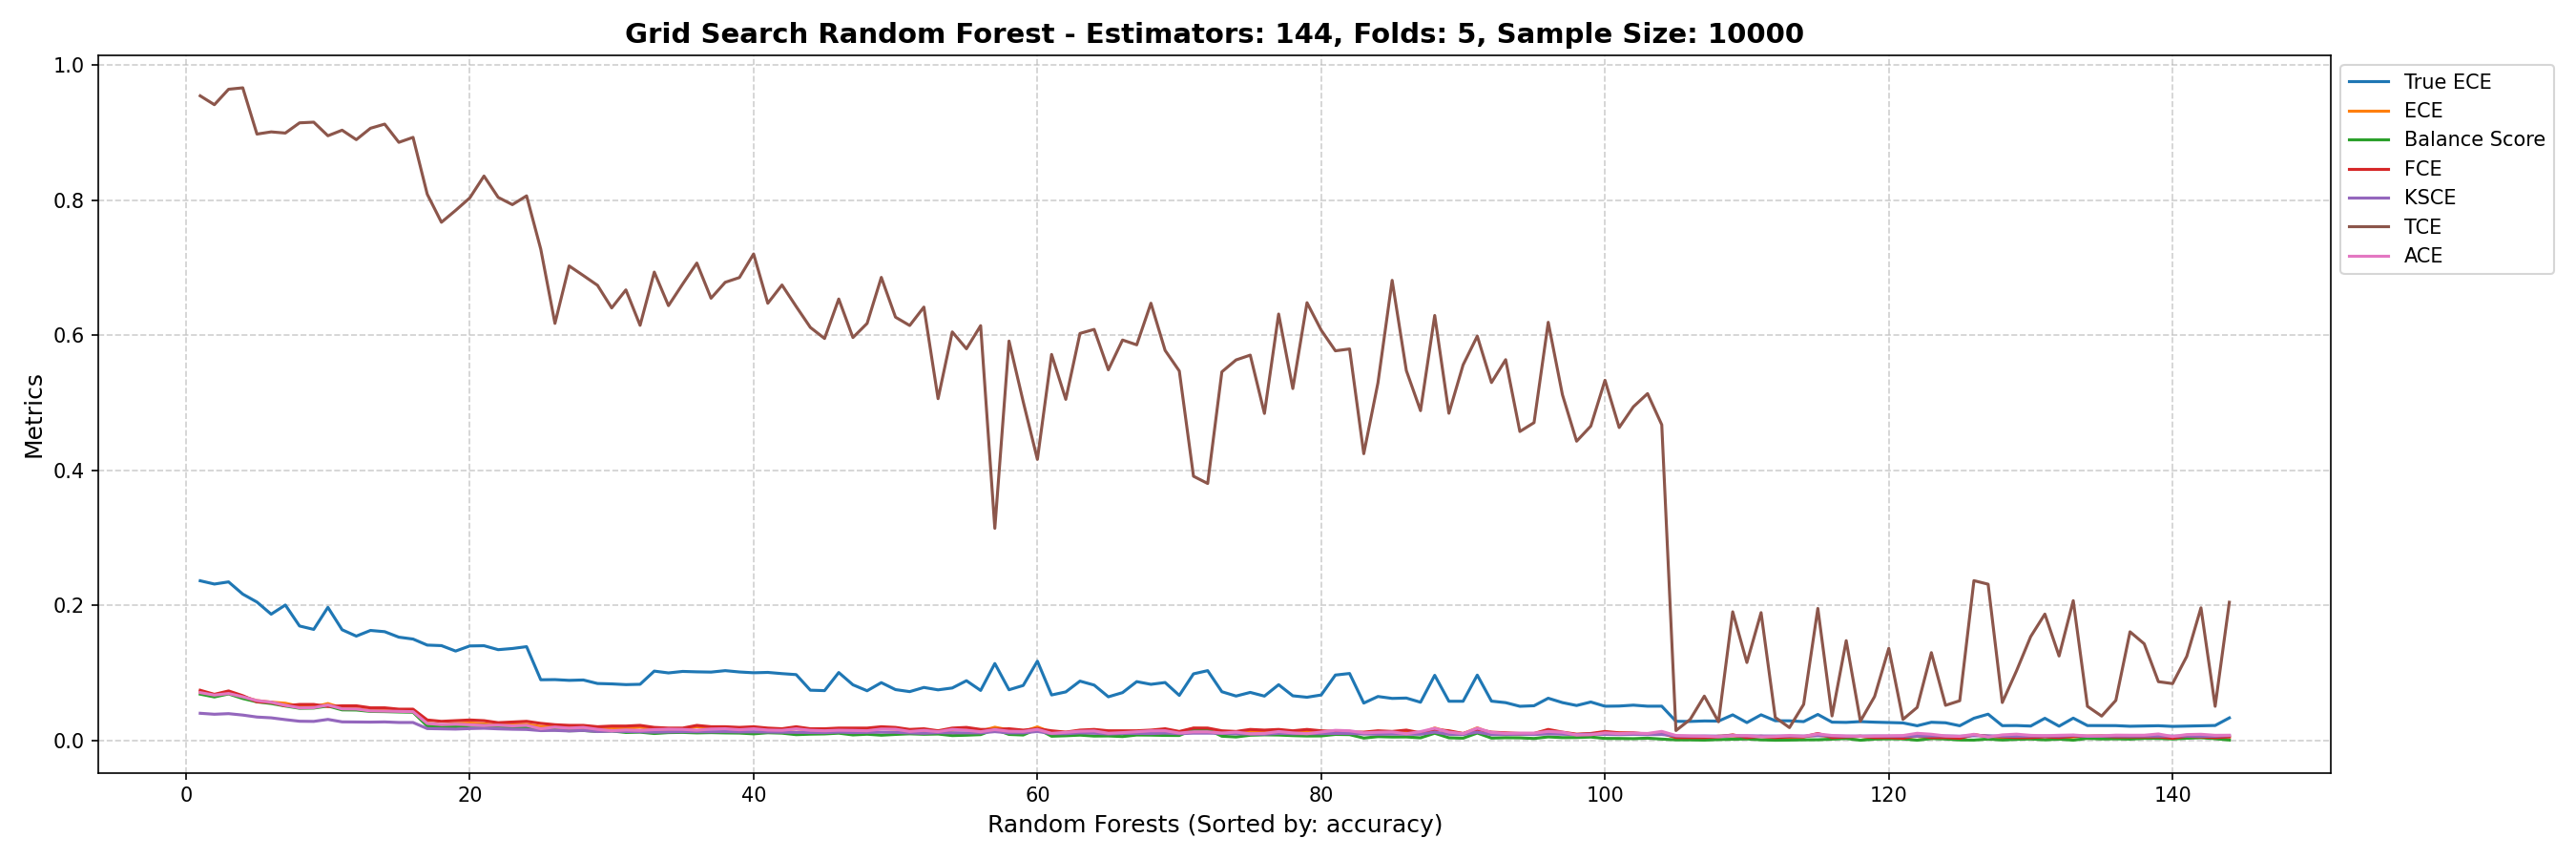 Grid Search Random Forest - Estimators: 144, Folds: 5, Sample Size: 10000
Metrics
1.0
0.8
0.6
0.4
0.2
0.0
0 20 40 60 80 100 120 140
Random Forests (Sorted by: accuracy)
True ECE
ECE
Balance Score
FCE
KSCE
TCE
ACE